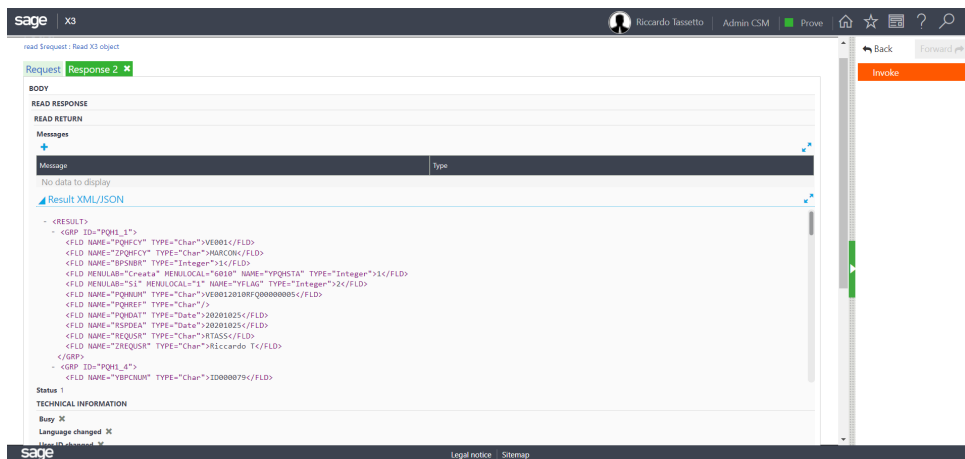 sage X3 Riccardo Tassetto Admin CSM Prove
read $request : Read X3 object
Back Forward
Request Response 2
Invoke
BODY
READ RESPONSE
READ RETURN
Messages
Message Type
No data to display
Result XML/JSON
- <RESULT>
- <GRP ID="PQH1_1">
<FLD NAME="PQHFCY" TYPE="Char">VE001</FLD>
<FLD NAME="ZPQHFCY" TYPE="Char">MARCON</FLD>
<FLD NAME="BPSNBR" TYPE="Integer">1</FLD>
<FLD MENULAB="Creata" MENULOCAL="6010" NAME="YPQHSTA" TYPE="Integer">1</FLD>
<FLD MENULAB="Si" MENULOCAL="1" NAME="YFLAG" TYPE="Integer">2</FLD>
<FLD NAME="PQHNUM" TYPE="Char">VE0012010RFQ00000005</FLD>
<FLD NAME="PQHREF" TYPE="Char"/>
<FLD NAME="PQHDAT" TYPE="Date">20201025</FLD>
<FLD NAME="RSPDEA" TYPE="Date">20201025</FLD>
<FLD NAME="REQUSR" TYPE="Char">RTASS</FLD>
<FLD NAME="ZREQUSR" TYPE="Char">Riccardo T</FLD>
</GRP>
- <GRP ID="PQH1_4">
<FLD NAME="YBPCNUM" TYPE="Char">ID000079</FLD>
Status 1
TECHNICAL INFORMATION
Busy
Language changed
User ID changed
sage Legal notice Sitemap